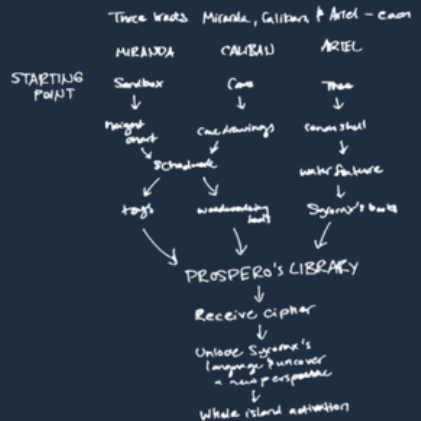 Three tracts Miranda, Caliban, & Ariel - each
MIRANDA CALIBAN ARIEL
STARTING
POINT
Sandbox Cave Tree
Height
chart
Cave drawings Conch shell
Schoolwork
water feature
toys woodworking
tools
Sycorax's books
PROSPERO'S LIBRARY
Receive cipher
Unlock Sycorax's
language & uncover
a new perspective
Whole island activation